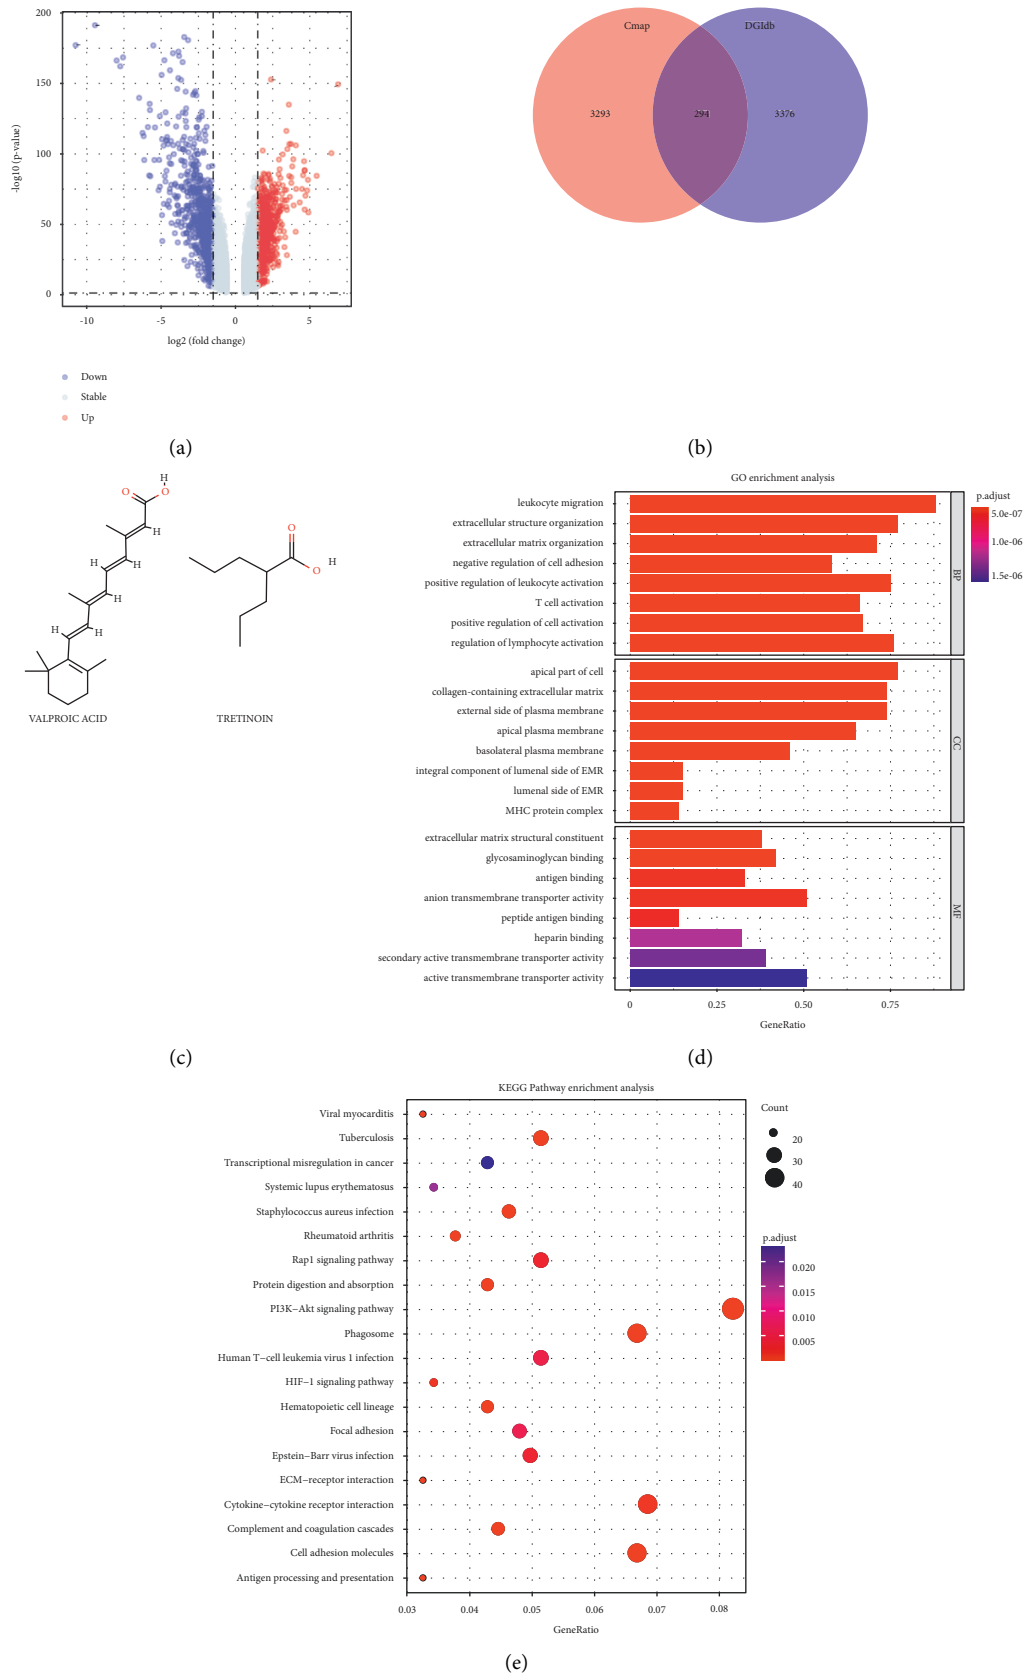 200
150
100
50
0
-log10 (p-value)
-10
-5
0
5
log2 (fold change)
Down
Stable
Up
(a)
Cmap
DGIdb
3293
294
3376
(b)
H
O
O
H
H
H
H
H
H
VALPROIC ACID
O
H
O
TRETINOIN
(c)
GO enrichment analysis
leukocyte migration
extracellular structure organization
extracellular matrix organization
negative regulation of cell adhesion
positive regulation of leukocyte activation
T cell activation
positive regulation of cell activation
regulation of lymphocyte activation
BP
apical part of cell
collagen-containing extracellular matrix
external side of plasma membrane
apical plasma membrane
basolateral plasma membrane
integral component of lumenal side of EMR
lumenal side of EMR
MHC protein complex
CC
extracellular matrix structural constituent
glycosaminoglycan binding
antigen binding
anion transmembrane transporter activity
peptide antigen binding
heparin binding
secondary active transmembrane transporter activity
active transmembrane transporter activity
MF
0
0.25
0.50
0.75
GeneRatio
p.adjust
5.0e-07
1.0e-06
1.5e-06
(d)
KEGG Pathway enrichment analysis
Viral myocarditis
Tuberculosis
Transcriptional misregulation in cancer
Systemic lupus erythematosus
Staphylococcus aureus infection
Rheumatoid arthritis
Rap1 signaling pathway
Protein digestion and absorption
PI3K−Akt signaling pathway
Phagosome
Human T−cell leukemia virus 1 infection
HIF−1 signaling pathway
Hematopoietic cell lineage
Focal adhesion
Epstein−Barr virus infection
ECM−receptor interaction
Cytokine−cytokine receptor interaction
Complement and coagulation cascades
Cell adhesion molecules
Antigen processing and presentation
0.03
0.04
0.05
0.06
0.07
0.08
GeneRatio
Count
20
30
40
p.adjust
0.020
0.015
0.010
0.005
(e)